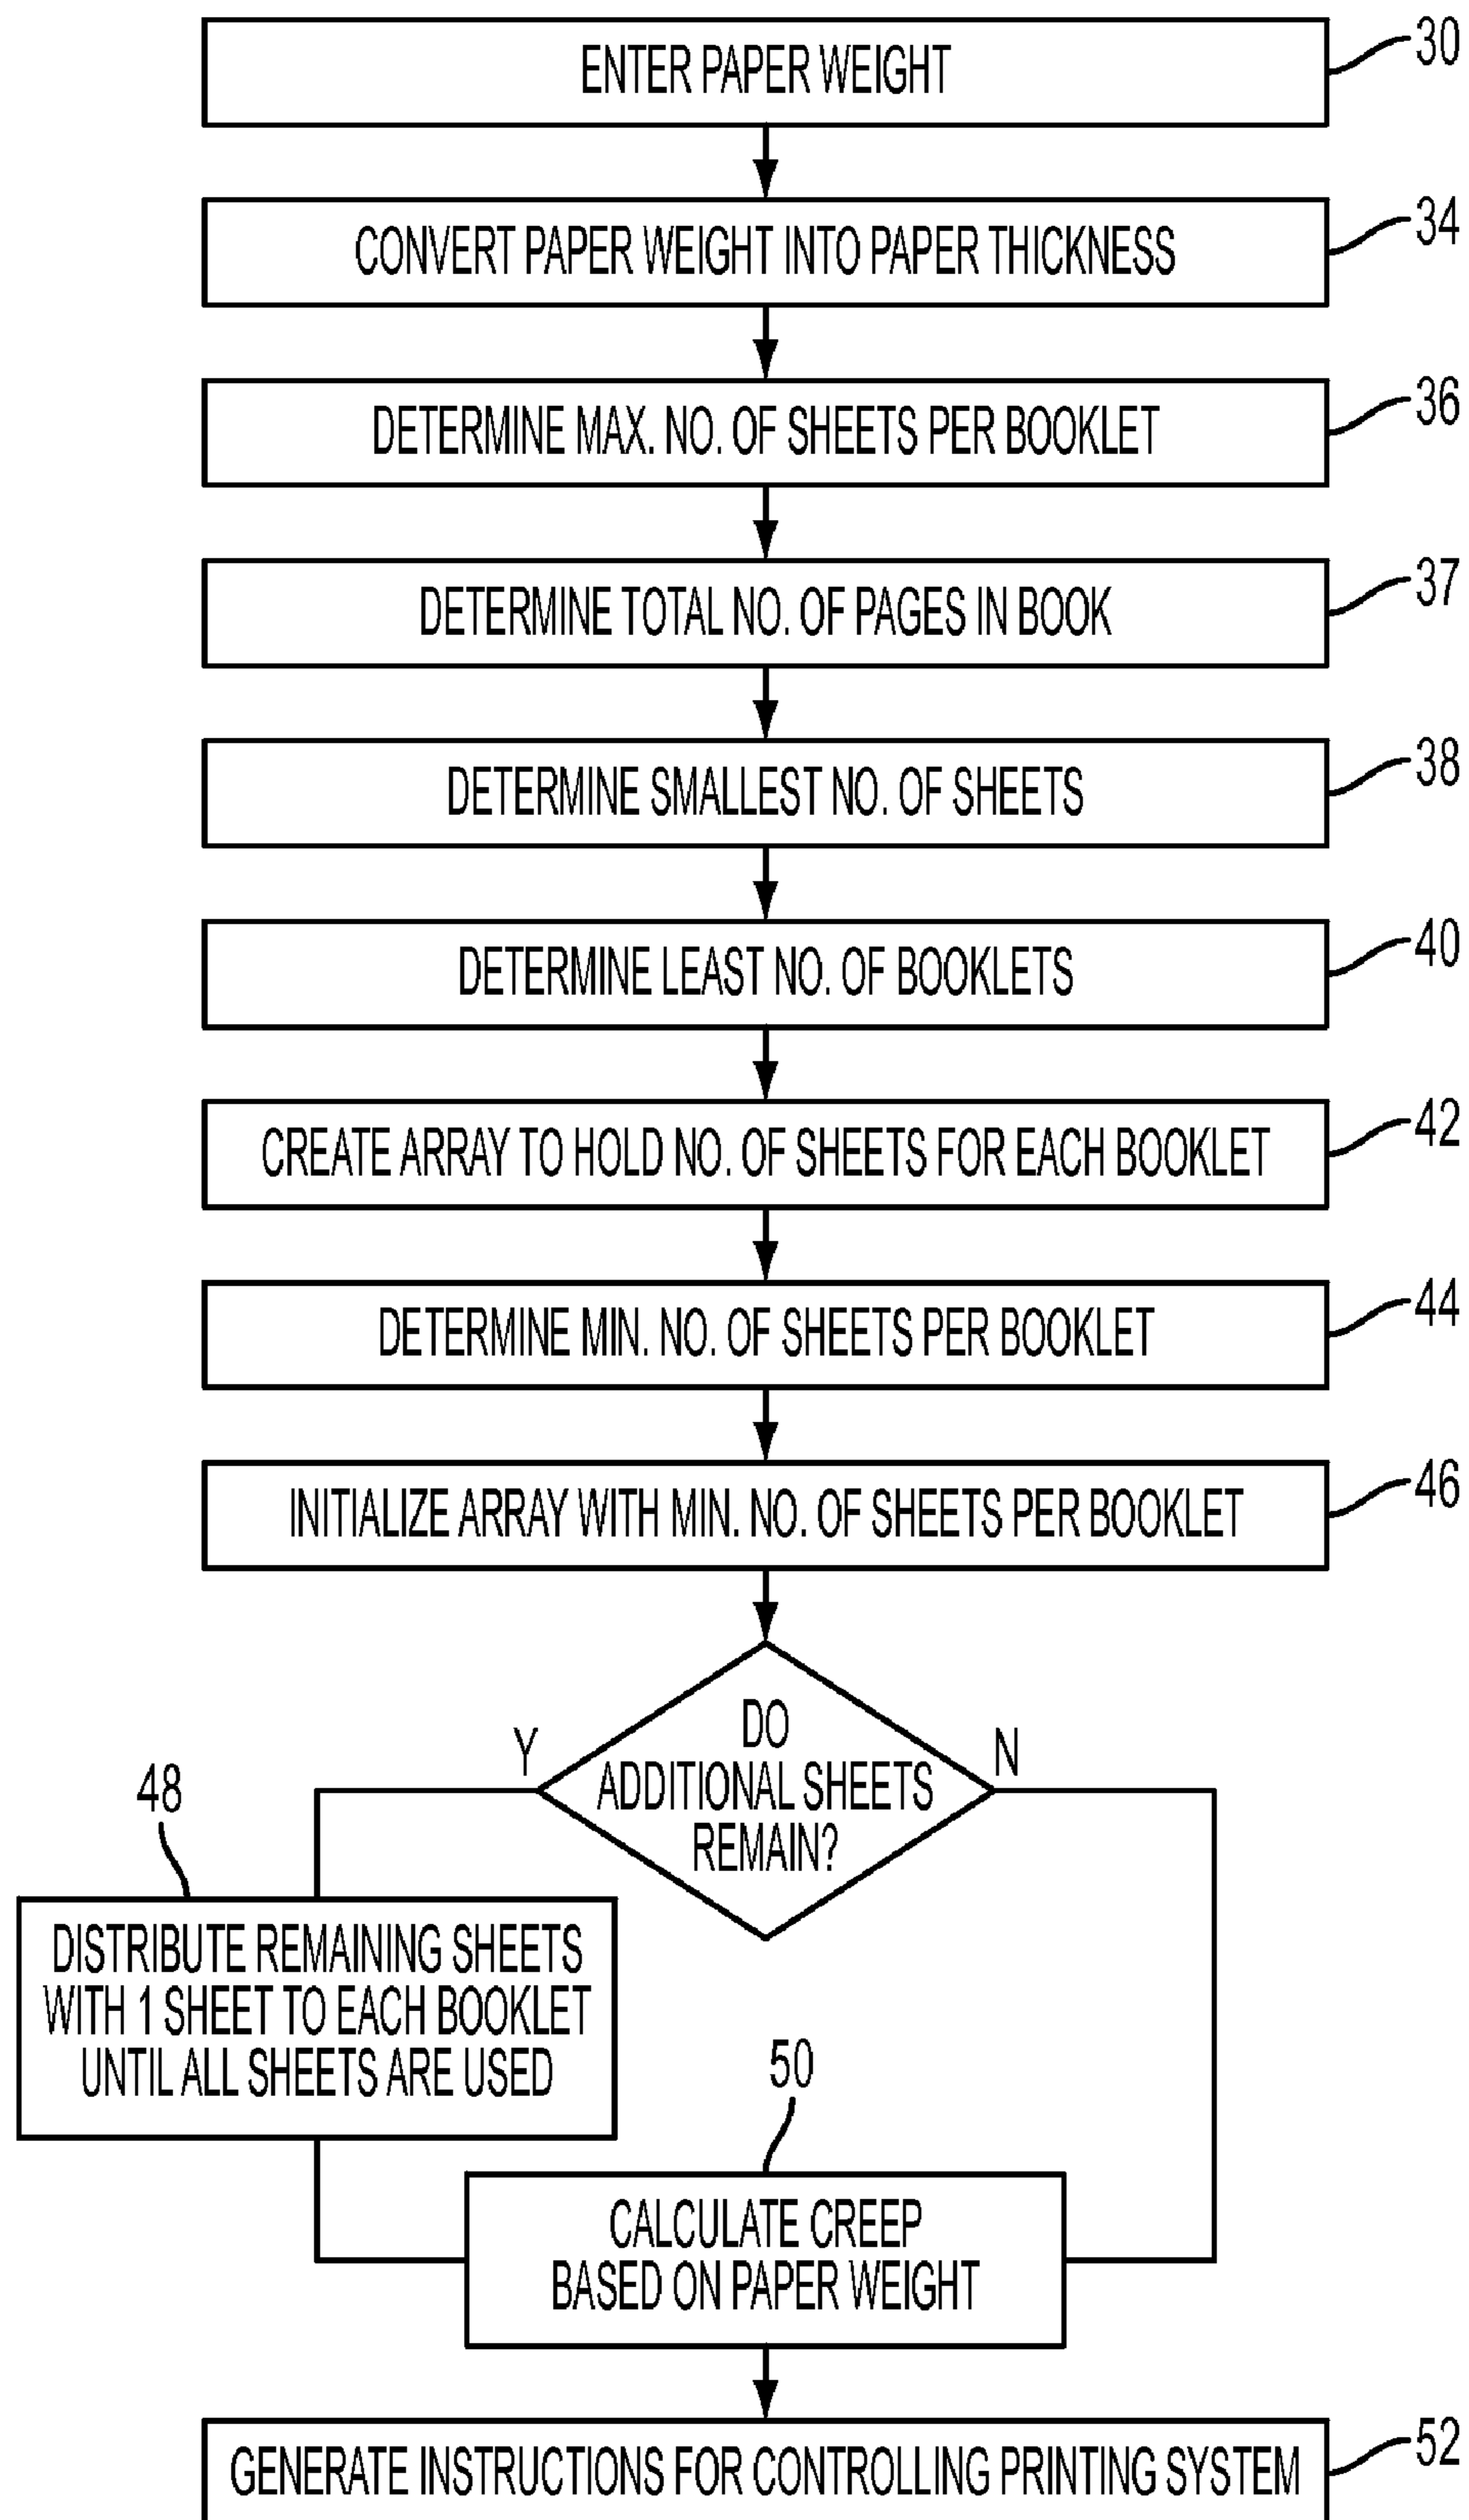 ENTER PAPER WEIGHT
30
CONVERT PAPER WEIGHT INTO PAPER THICKNESS
34
DETERMINE MAX. NO. OF SHEETS PER BOOKLET
36
DETERMINE TOTAL NO. OF PAGES IN BOOK
37
DETERMINE SMALLEST NO. OF SHEETS
38
DETERMINE LEAST NO. OF BOOKLETS
40
CREATE ARRAY TO HOLD NO. OF SHEETS FOR EACH BOOKLET
42
DETERMINE MIN. NO. OF SHEETS PER BOOKLET
44
INITIALIZE ARRAY WITH MIN. NO. OF SHEETS PER BOOKLET
46
DO
ADDITIONAL SHEETS
REMAIN?
Y
N
48
DISTRIBUTE REMAINING SHEETS
WITH 1 SHEET TO EACH BOOKLET
UNTIL ALL SHEETS ARE USED
50
CALCULATE CREEP
BASED ON PAPER WEIGHT
GENERATE INSTRUCTIONS FOR CONTROLLING PRINTING SYSTEM
52